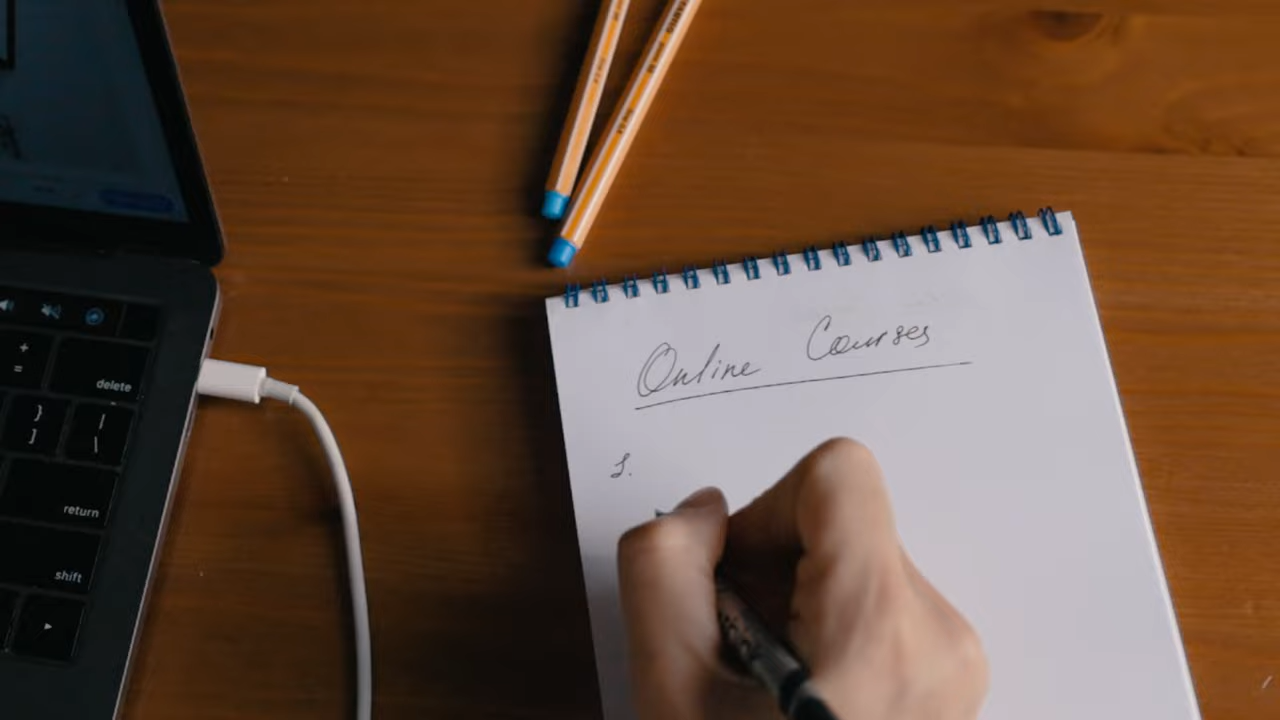 Online Courses
1.
+
=
delete
}
]
|
\
return
shift